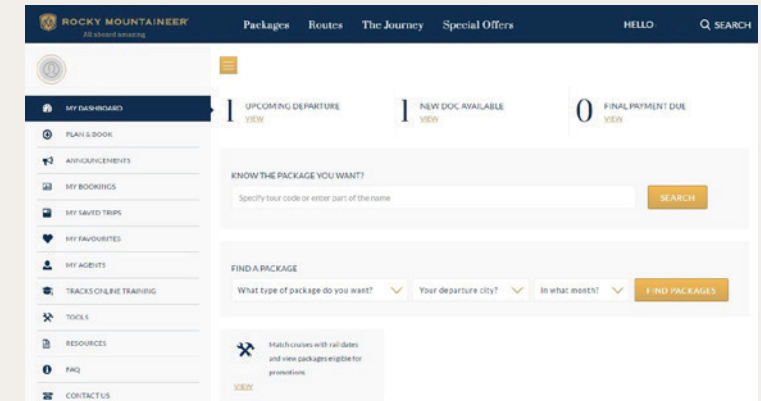 ROCKY MOUNTAINEER
All aboard amazing
Packages Routes The Journey Special Offers
HELLO
SEARCH
MY DASHBOARD
PLAN & BOOK
ANNOUNCEMENTS
MY BOOKINGS
MY SAVED TRIPS
MY FAVOURITES
MY AGENTS
TRACKS ONLINE TRAINING
TOOLS
RESOURCES
FAQ
CONTACT US
1 UPCOMING DEPARTURE
VIEW
1 NEW DOC AVAILABLE
VIEW
0 FINAL PAYMENT DUE
VIEW
KNOW THE PACKAGE YOU WANT?
Specify tour code or enter part of the name
SEARCH
FIND A PACKAGE
What type of package do you want? Your departure city? In what month? FIND PACKAGES
Match cruises with rail dates
and view packages eligible for
promotions
VIEW